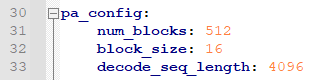 30 pa_config:
31     num_blocks: 512
32     block_size: 16
33     decode_seq_length: 4096